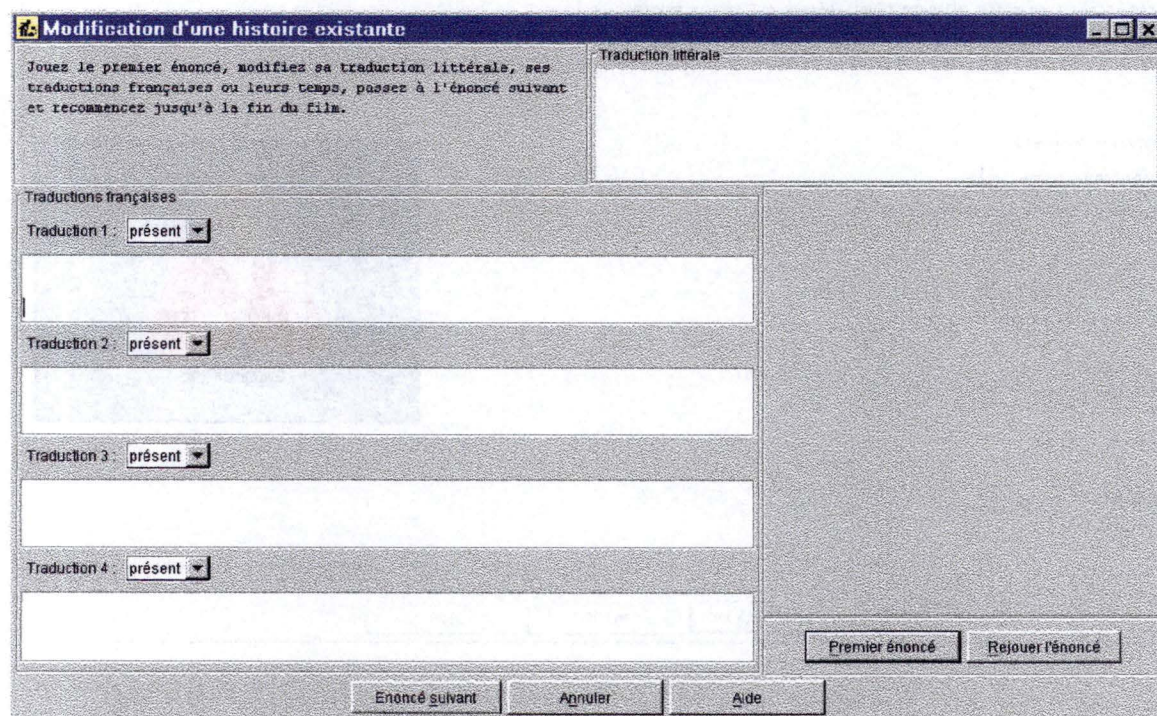 Modification d'une histoire existante
Jouez le premier énoncé, modifiez sa traduction littérale, ses
traductions françaises ou leurs temps, passez à l'énoncé suivant
et recommencez jusqu'à la fin du film.
Traduction littérale
Traductions françaises
Traduction 1 : présent
Traduction 2 : présent
Traduction 3 : présent
Traduction 4 : présent
Premier énoncé Rejouer l'énoncé
Enoncé suivant Annuler Aide